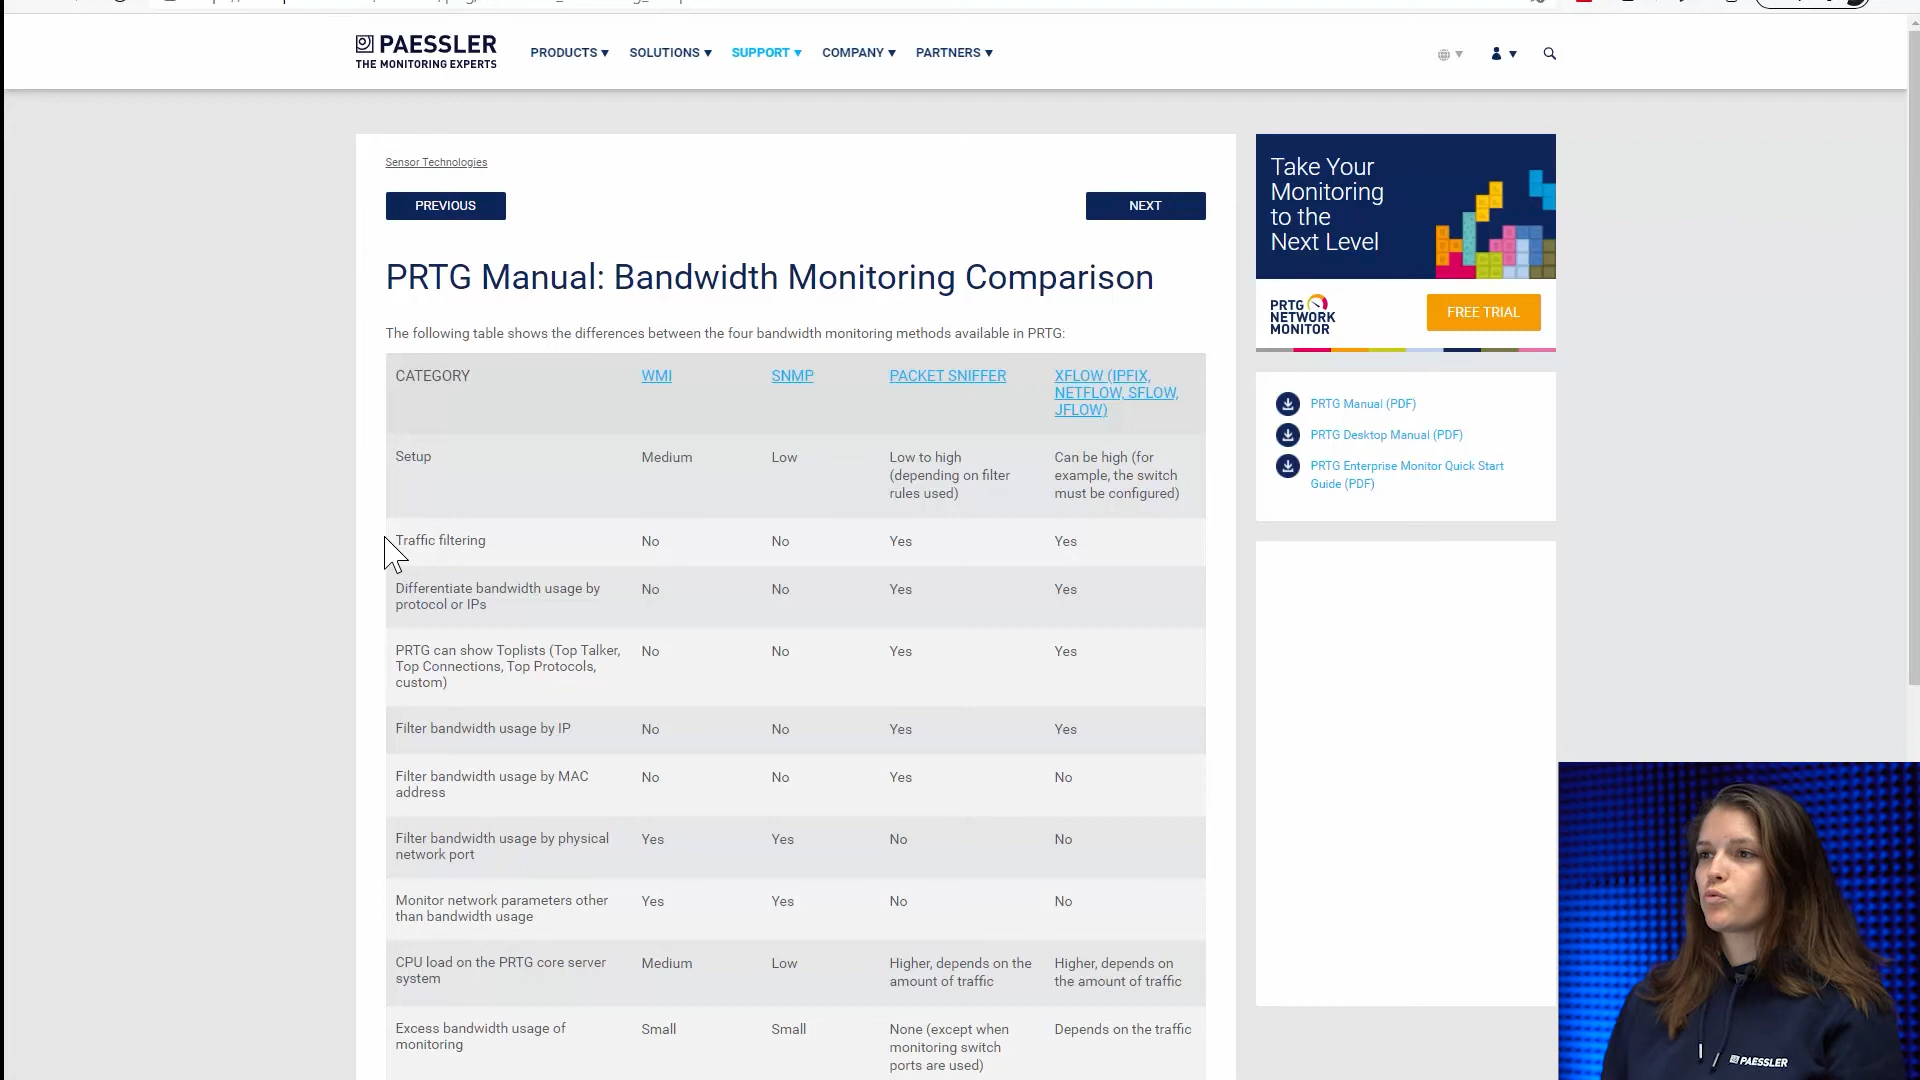 PAESSLER
THE MONITORING EXPERTS
PRODUCTS
SOLUTIONS
SUPPORT
COMPANY
PARTNERS
Sensor Technologies
PREVIOUS
NEXT
PRTG Manual: Bandwidth Monitoring Comparison
The following table shows the differences between the four bandwidth monitoring methods available in PRTG:
CATEGORY WMI SNMP PACKET SNIFFER XFLOW (IPFIX,
NETFLOW, SFLOW,
JFLOW)
Setup Medium Low Low to high Can be high (for
(depending on filter example, the switch
rules used) must be configured)
Traffic filtering No No Yes Yes
Differentiate bandwidth usage by No No Yes Yes
protocol or IPs
PRTG can show Toplists (Top Talker, No No Yes Yes
Top Connections, Top Protocols,
custom)
Filter bandwidth usage by IP No No Yes Yes
Filter bandwidth usage by MAC No No Yes No
address
Filter bandwidth usage by physical Yes Yes No No
network port
Monitor network parameters other Yes Yes No No
than bandwidth usage
CPU load on the PRTG core server Medium Low Higher, depends on the Higher, depends on
system amount of traffic the amount of traffic
Excess bandwidth usage of Small Small None (except when Depends on the traffic
monitoring monitoring switch
ports are used)
Take Your
Monitoring
to the
Next Level
PRTG
NETWORK
MONITOR
FREE TRIAL
PRTG Manual (PDF)
PRTG Desktop Manual (PDF)
PRTG Enterprise Monitor Quick Start
Guide (PDF)
PAESSLER